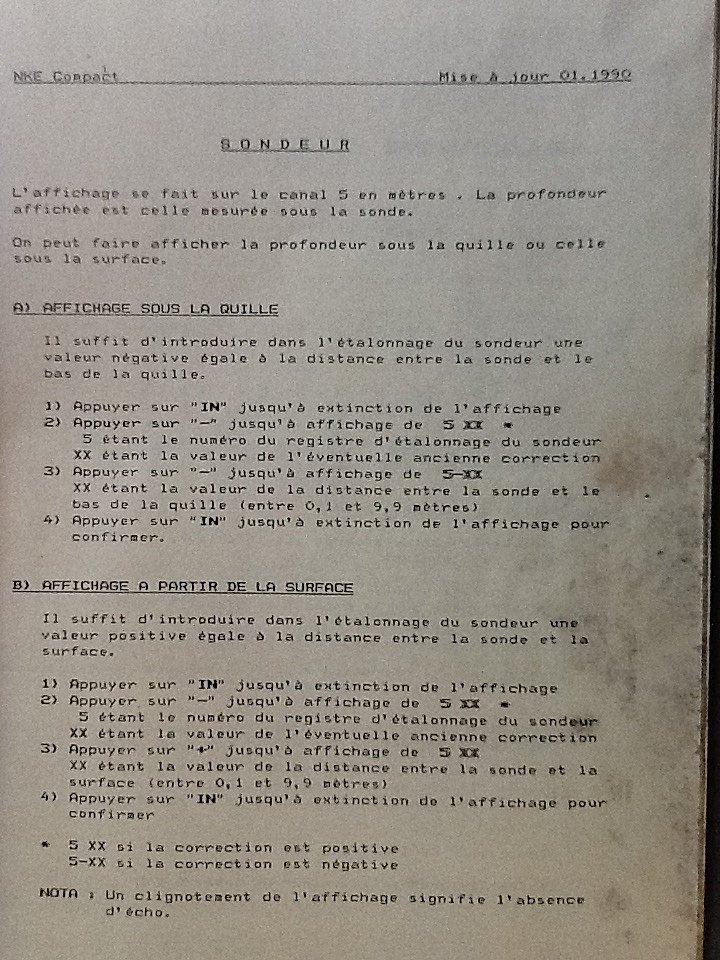 NKE Compact Mise à jour 01.1990
S O N D E U R
L'affichage se fait sur le canal 5 en mètres . La profondeur
affichée est celle mesurée sous la sonde.
On peut faire afficher la profondeur sous la quille ou celle
sous la surface.
A) AFFICHAGE SOUS LA QUILLE
Il suffit d'introduire dans l'étalonnage du sondeur une
valeur négative égale à la distance entre la sonde et le
bas de la quille.
1) Appuyer sur "IN" jusqu'à extinction de l'affichage
2) Appuyer sur "-" jusqu'à affichage de 5 XX *
5 étant le numéro du registre d'étalonnage du sondeur
XX étant la valeur de l'éventuelle ancienne correction
3) Appuyer sur "-" jusqu'à affichage de 5-XX
XX étant la valeur de la distance entre la sonde et le
bas de la quille (entre 0,1 et 9,9 mètres)
4) Appuyer sur "IN" jusqu'à extinction de l'affichage pour
confirmer.
B) AFFICHAGE A PARTIR DE LA SURFACE
Il suffit d'introduire dans l'étalonnage du sondeur une
valeur positive égale à la distance entre la sonde et la
surface.
1) Appuyer sur "IN" jusqu'à extinction de l'affichage
2) Appuyer sur "-" jusqu'à affichage de 5 XX *
5 étant le numéro du registre d'étalonnage du sondeur
XX étant la valeur de l'éventuelle ancienne correction
3) Appuyer sur "+" jusqu'à affichage de 5 XX
XX étant la valeur de la distance entre la sonde et la
surface (entre 0,1 et 9,9 mètres)
4) Appuyer sur "IN" jusqu'à extinction de l'affichage pour
confirmer
* 5 XX si la correction est positive
5-XX si la correction est négative
NOTA : Un clignotement de l'affichage signifie l'absence
d'écho.